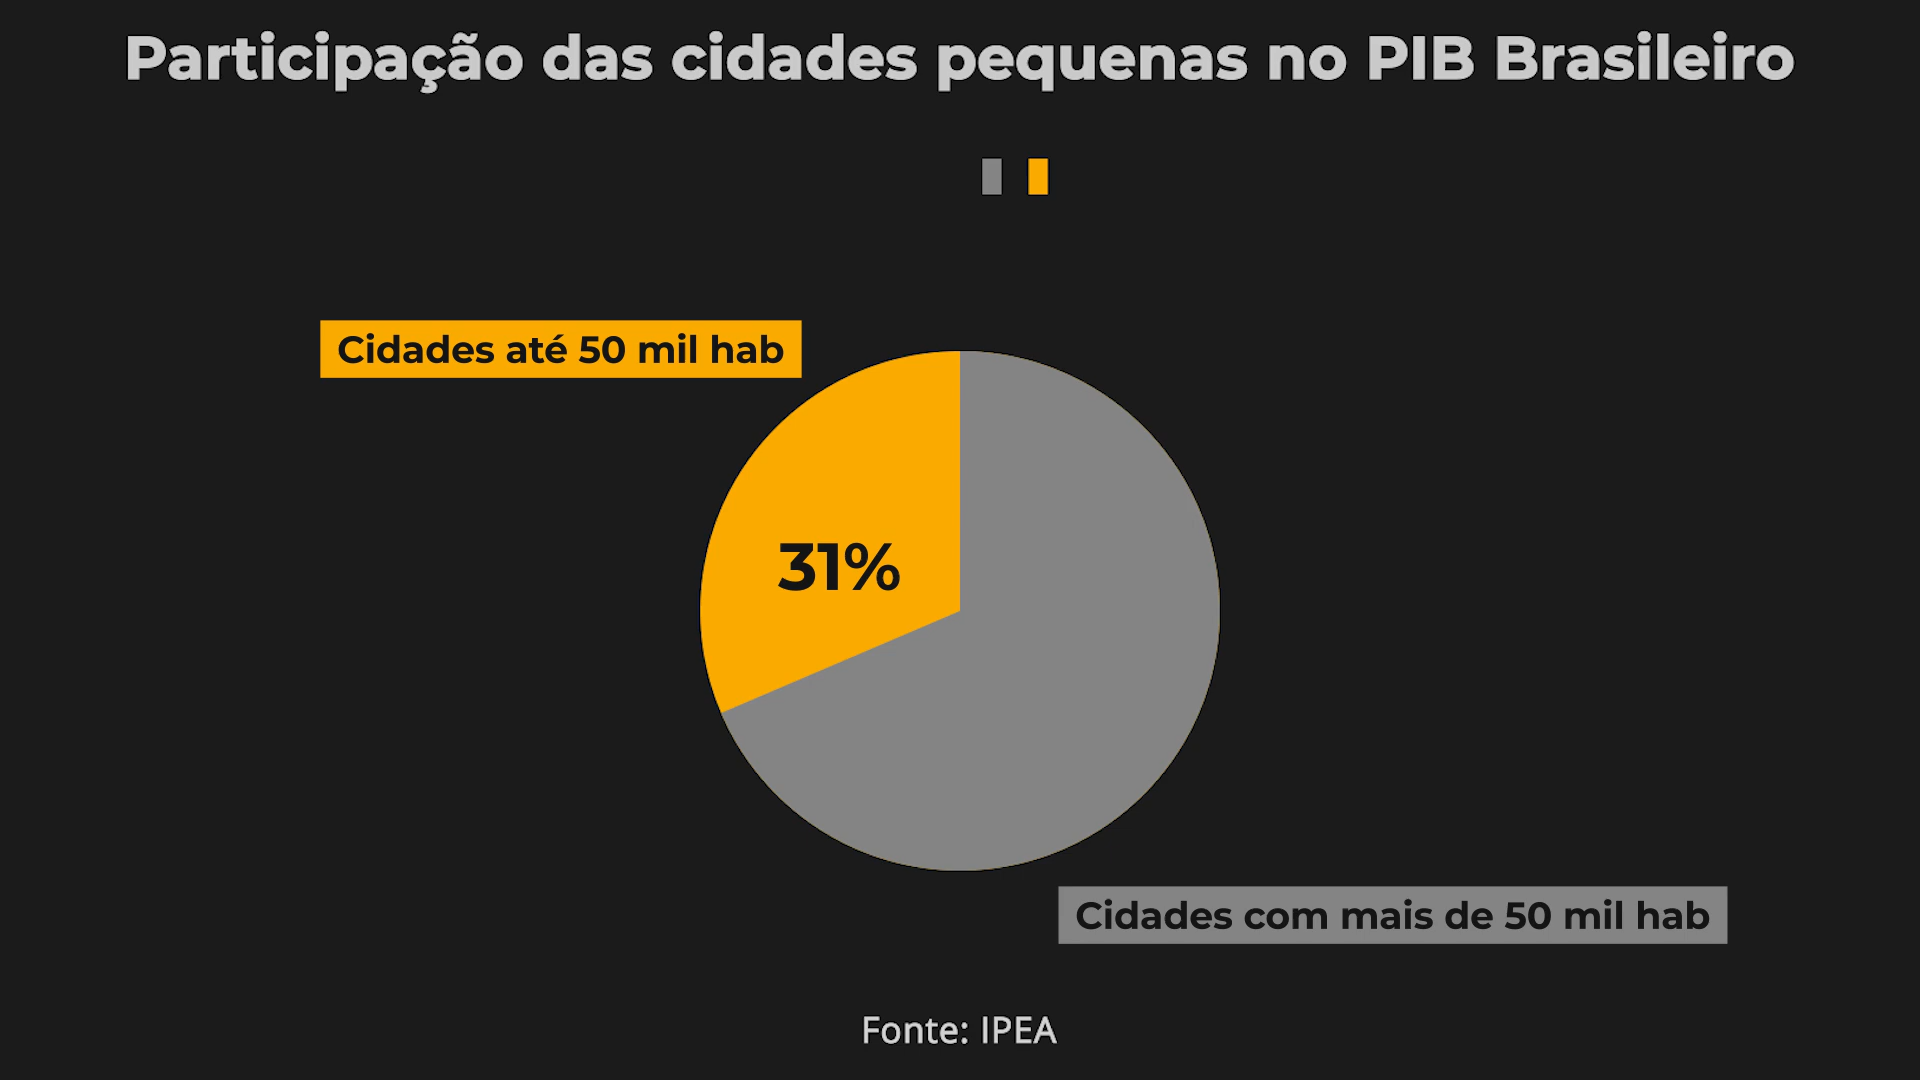 Participação das cidades pequenas no PIB Brasileiro
Cidades até 50 mil hab
31%
Cidades com mais de 50 mil hab
Fonte: IPEA